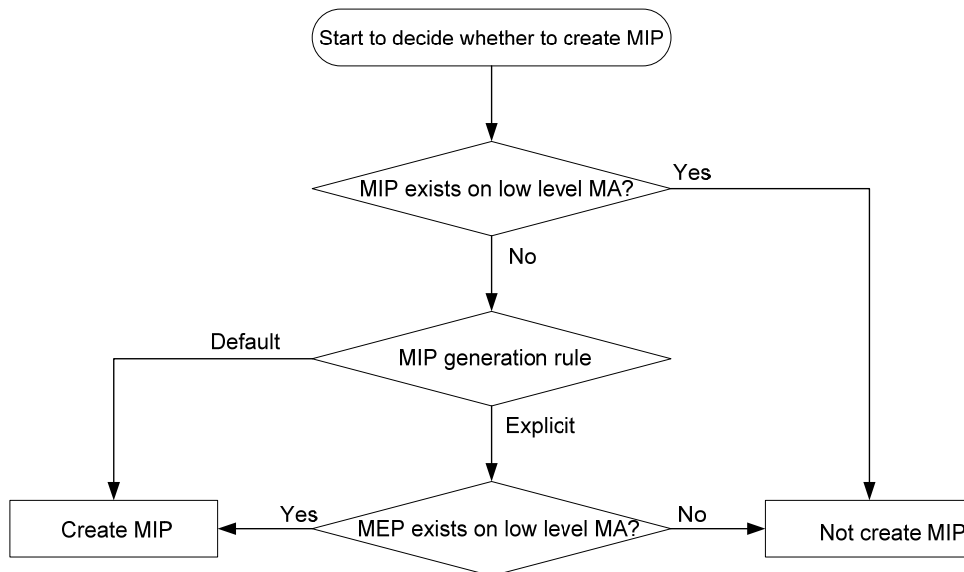 Start to decide whether to create MIP
MIP exists on low level MA?
Yes
No
Default
MIP generation rule
Explicit
Create MIP
Yes
MEP exists on low level MA?
No
Not create MIP